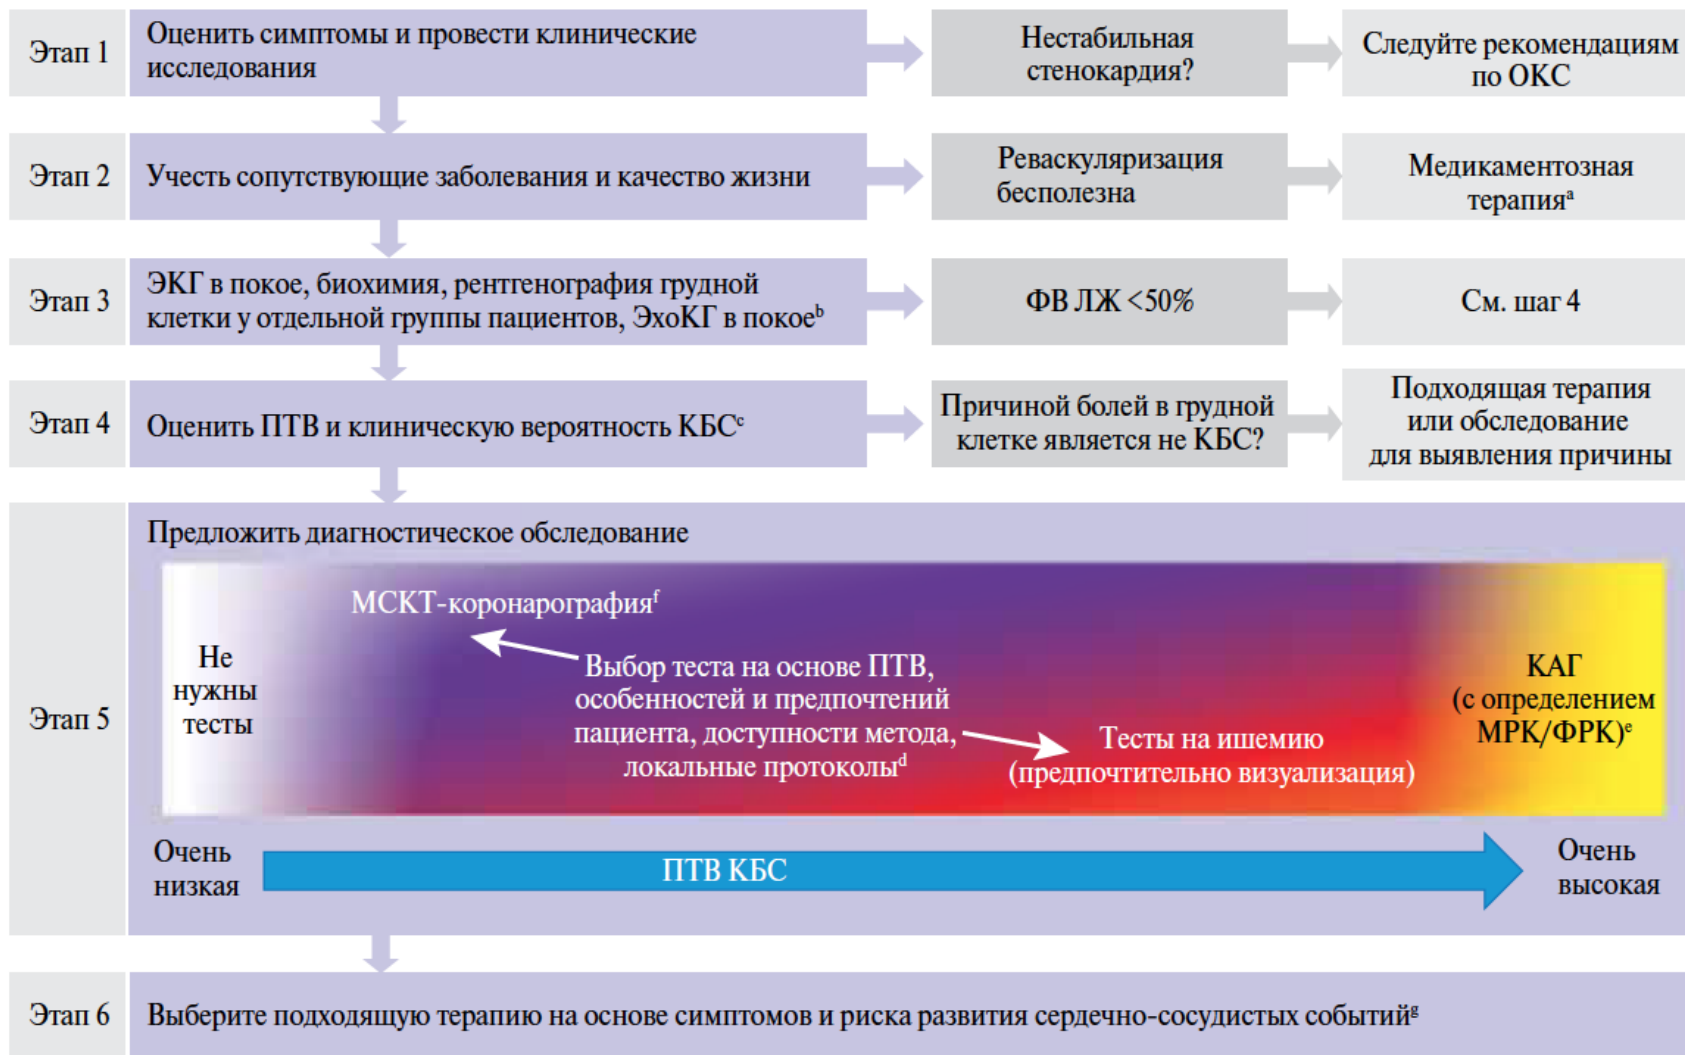 Этап 1
Оценить симптомы и провести клинические
исследования
Нестабильная
стенокардия?
Следуйте рекомендациям
по ОКС
Этап 2
Учесть сопутствующие заболевания и качество жизни
Реваскуляризация
бесполезна
Медикаментозная
терапияᵃ
Этап 3
ЭКГ в покое, биохимия, рентгенография грудной
клетки у отдельной группы пациентов, ЭхоКГ в покоеᵇ
ФВ ЛЖ <50%
См. шаг 4
Этап 4
Оценить ПТВ и клиническую вероятность КБСᶜ
Причиной болей в грудной
клетке является не КБС?
Подходящая терапия
или обследование
для выявления причины
Этап 5
Предложить диагностическое обследование
Не
нужны
тесты
МСКТ-коронарографияᶠ
Выбор теста на основе ПТВ,
особенностей и предпочтений
пациента, доступности метода,
локальные протоколыᵈ
Тесты на ишемию
(предпочтительно визуализация)
КАГ
(с определением
МРК/ФРК)ᵉ
Очень
низкая
ПТВ КБС
Очень
высокая
Этап 6
Выберите подходящую терапию на основе симптомов и риска развития сердечно-сосудистых событийᵍ